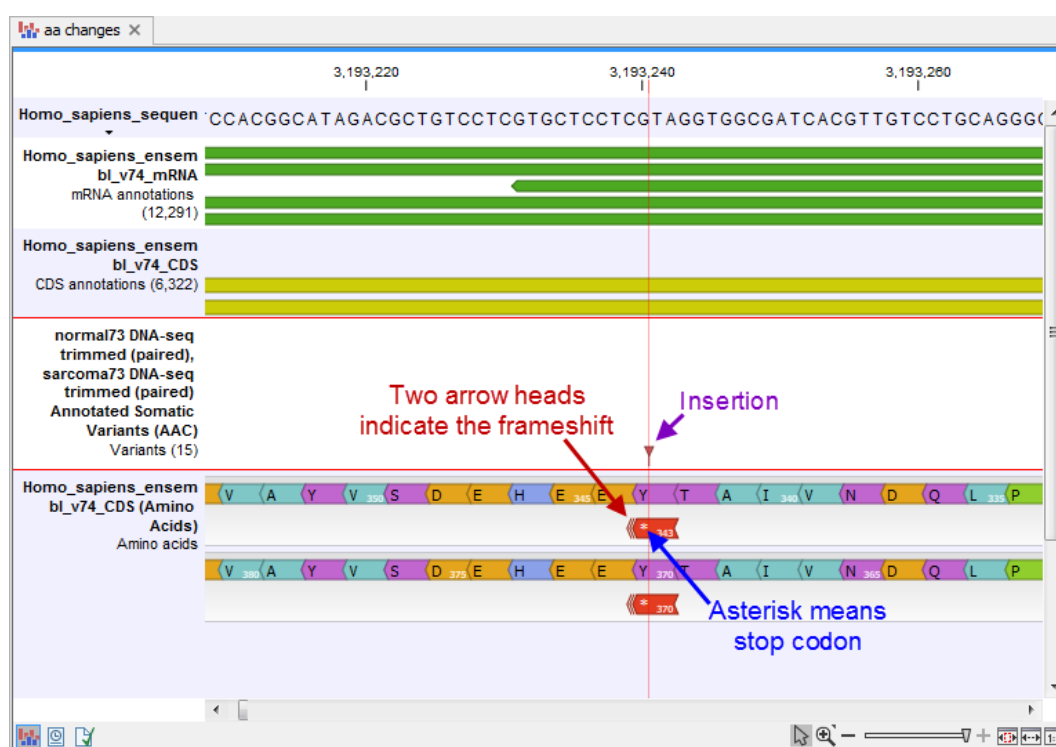 aa changes
3,193,220 3,193,240 3,193,260
Homo_sapiens_sequen CCACGGCATAGACGCTGTCCTCGTGCTCCTCGTAGGTGGCGATCACGTTGTCCTGCAGGG
Homo_sapiens_ensem
bl_v74_mRNA
mRNA annotations
(12,291)
Homo_sapiens_ensem
bl_v74_CDS
CDS annotations (6,322)
normal73 DNA-seq
trimmed (paired),
sarcoma73 DNA-seq
trimmed (paired)
Annotated Somatic
Variants (AAC)
Variants (15)
Two arrow heads
indicate the frameshift
Insertion
Homo_sapiens_ensem
bl_v74_CDS (Amino
Acids)
Amino acids
V A Y V 350 S D E H E 345 E Y T A I 340 V N D Q L 335 P
* 343
V 380 A Y V S D 375 E H E E Y 370 T A I V N 365 D Q L P
* 370
Asterisk means
stop codon
1: